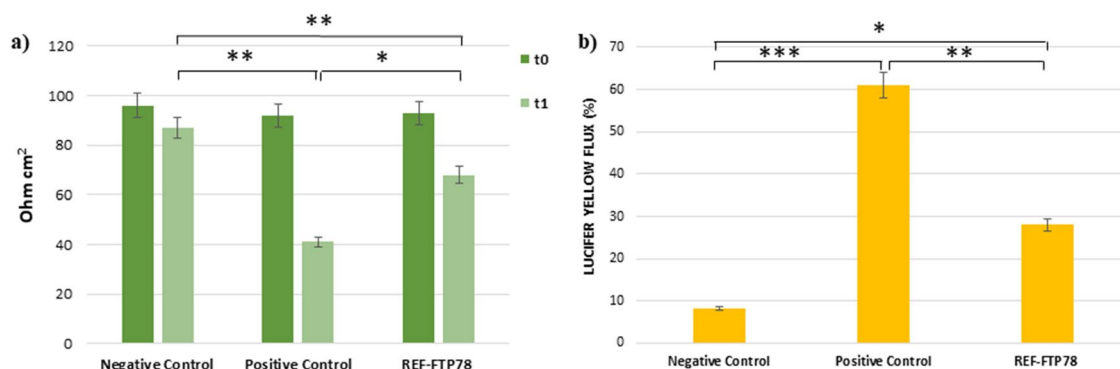 a)
Ohm cm²
120
100
80
60
40
20
0
**
**
*
t0
t1
Negative Control
Positive Control
REF-FTP78
b)
LUCIFER YELLOW FLUX (%)
70
60
50
40
30
20
10
0
*
***
**
Negative Control
Positive Control
REF-FTP78